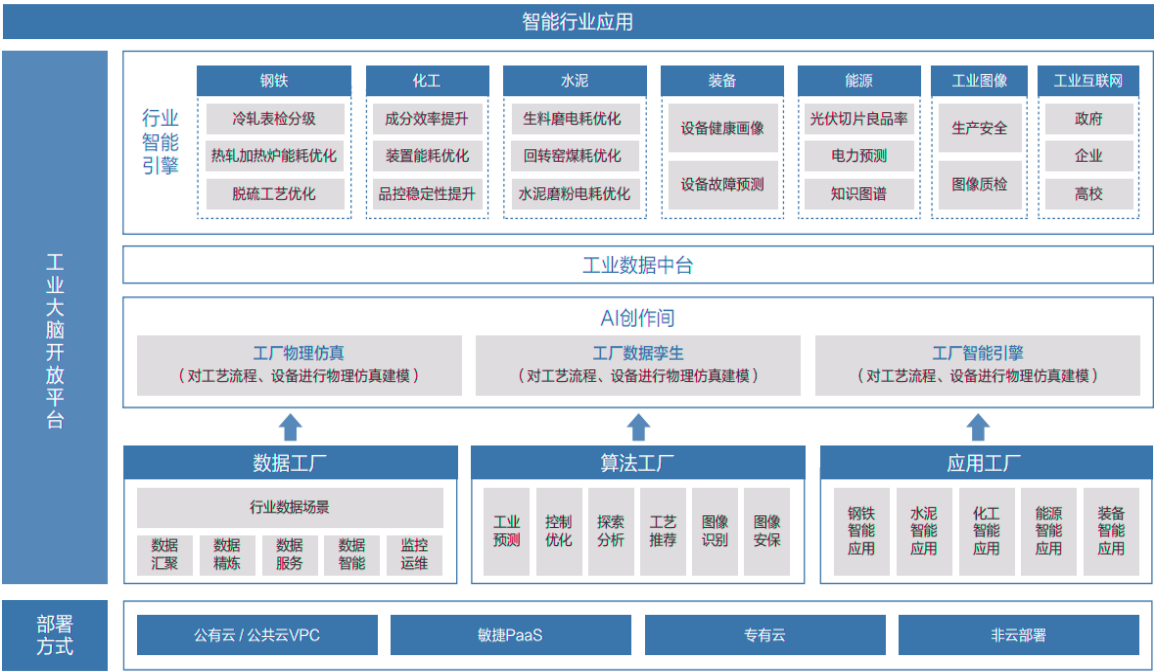 智能行业应用
工业大脑开放平台
行业
智能
引擎
钢铁
冷轧表检分级
热轧加热炉能耗优化
脱硫工艺优化
化工
成分效率提升
装置能耗优化
品控稳定性提升
水泥
生料磨电耗优化
回转窑煤耗优化
水泥磨粉电耗优化
装备
设备健康画像
设备故障预测
能源
光伏切片良品率
电力预测
知识图谱
工业图像
生产安全
图像质检
工业互联网
政府
企业
高校
工业数据中台
AI创作间
工厂物理仿真
（对工艺流程、设备进行物理仿真建模）
工厂数据孪生
（对工艺流程、设备进行物理仿真建模）
工厂智能引擎
（对工艺流程、设备进行物理仿真建模）
数据工厂
行业数据场景
数据
汇聚
数据
精炼
数据
服务
数据
智能
监控
运维
算法工厂
工业
预测
控制
优化
探索
分析
工艺
推荐
图像
识别
图像
安保
应用工厂
钢铁
智能
应用
水泥
智能
应用
化工
智能
应用
能源
智能
应用
装备
智能
应用
部署
方式
公有云 / 公共云VPC
敏捷PaaS
专有云
非云部署